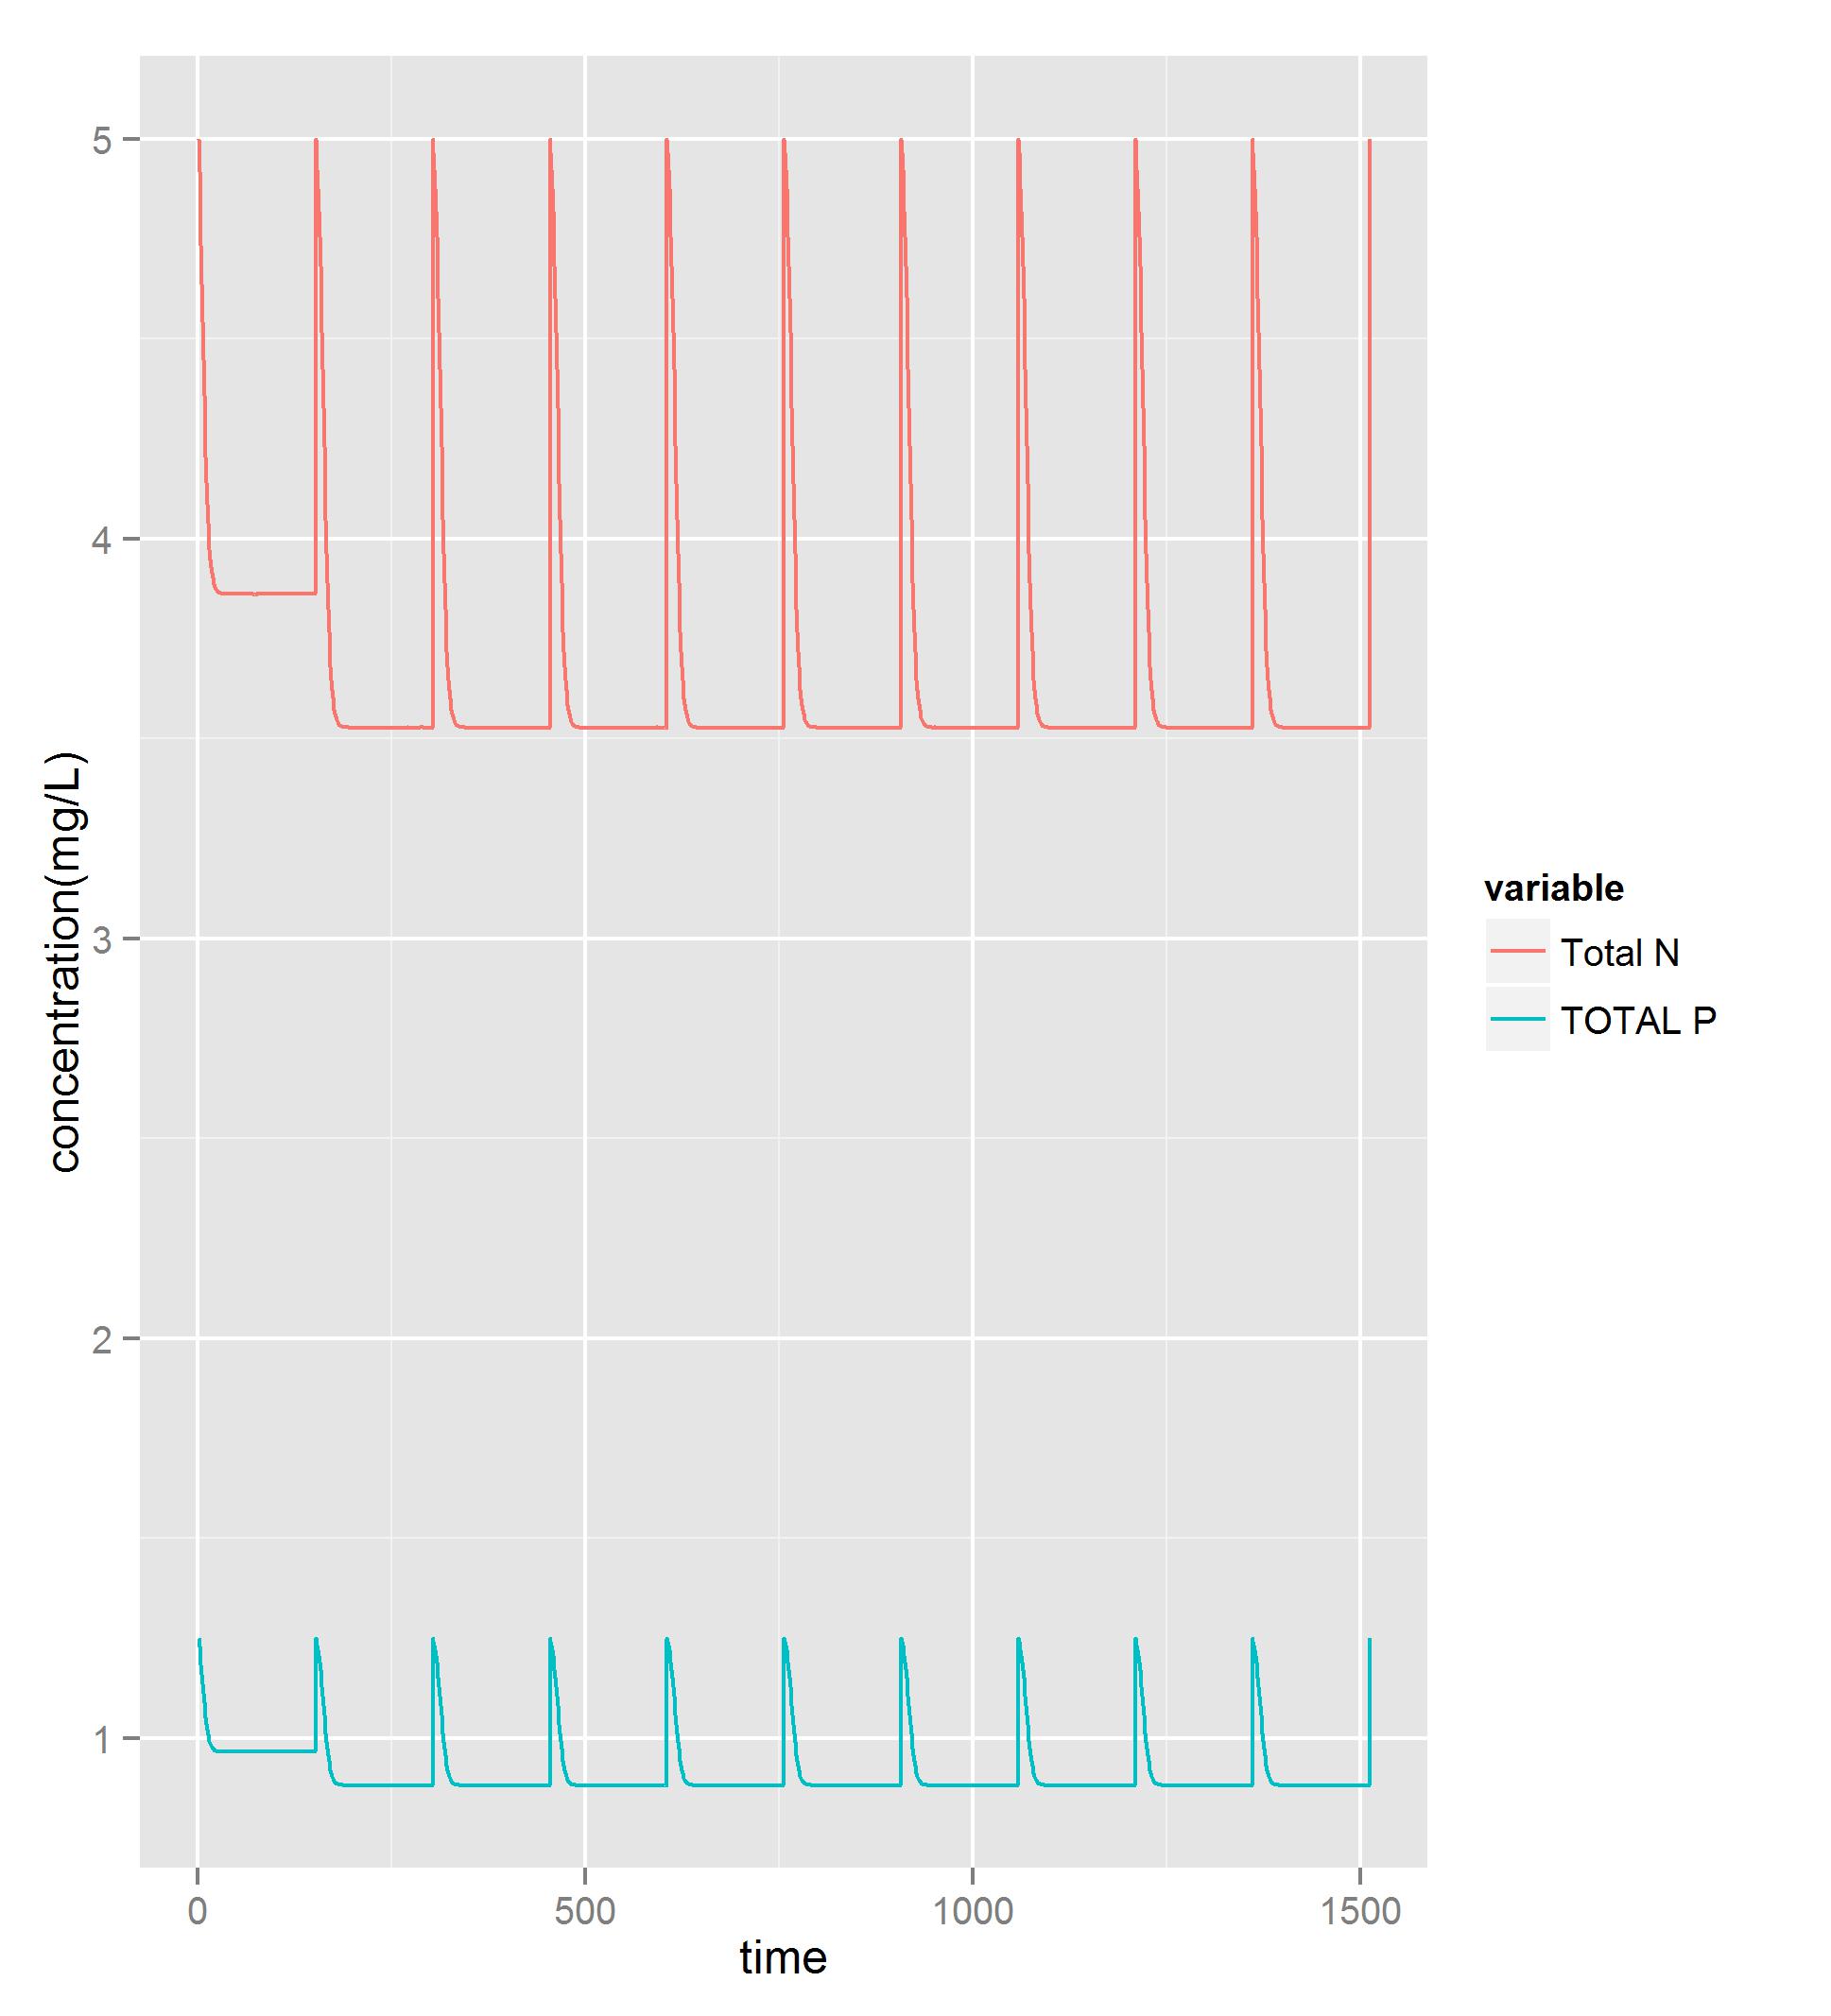 concentration(mg/L)
5
4
3
2
1
0
500
1000
1500
time
variable
Total N
TOTAL P